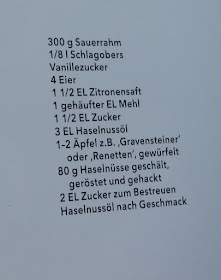 300 g Sauerrahm
1/8 l Schlagobers
Vanillezucker
4 Eier
1 1/2 EL Zitronensaft
1 gehäufter EL Mehl
1 1/2 EL Zucker
3 EL Haselnussöl
1-2 Äpfel z.B. ‚Gravensteiner'
oder ‚Renetten', gewürfelt
80 g Haselnüsse geschält,
geröstet und gehackt
2 EL Zucker zum Bestreuen
Haselnussöl nach Geschmack